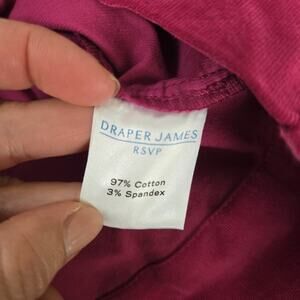 DRAPER JAMES
RSVP
97% Cotton
3% Spandex